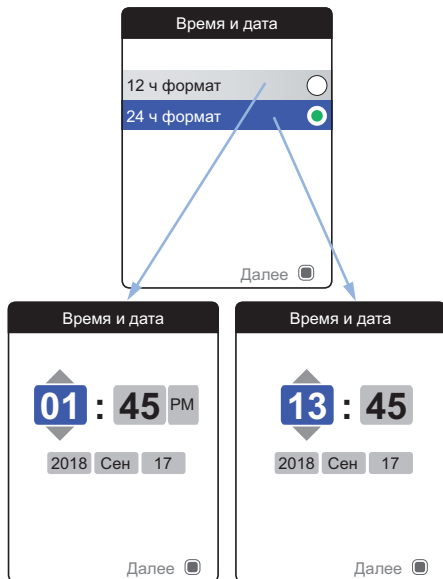 Время и дата
12 ч формат
24 ч формат
Далее
Время и дата
01 : 45 PM
2018 Сен 17
Далее
Время и дата
13 : 45
2018 Сен 17
Далее